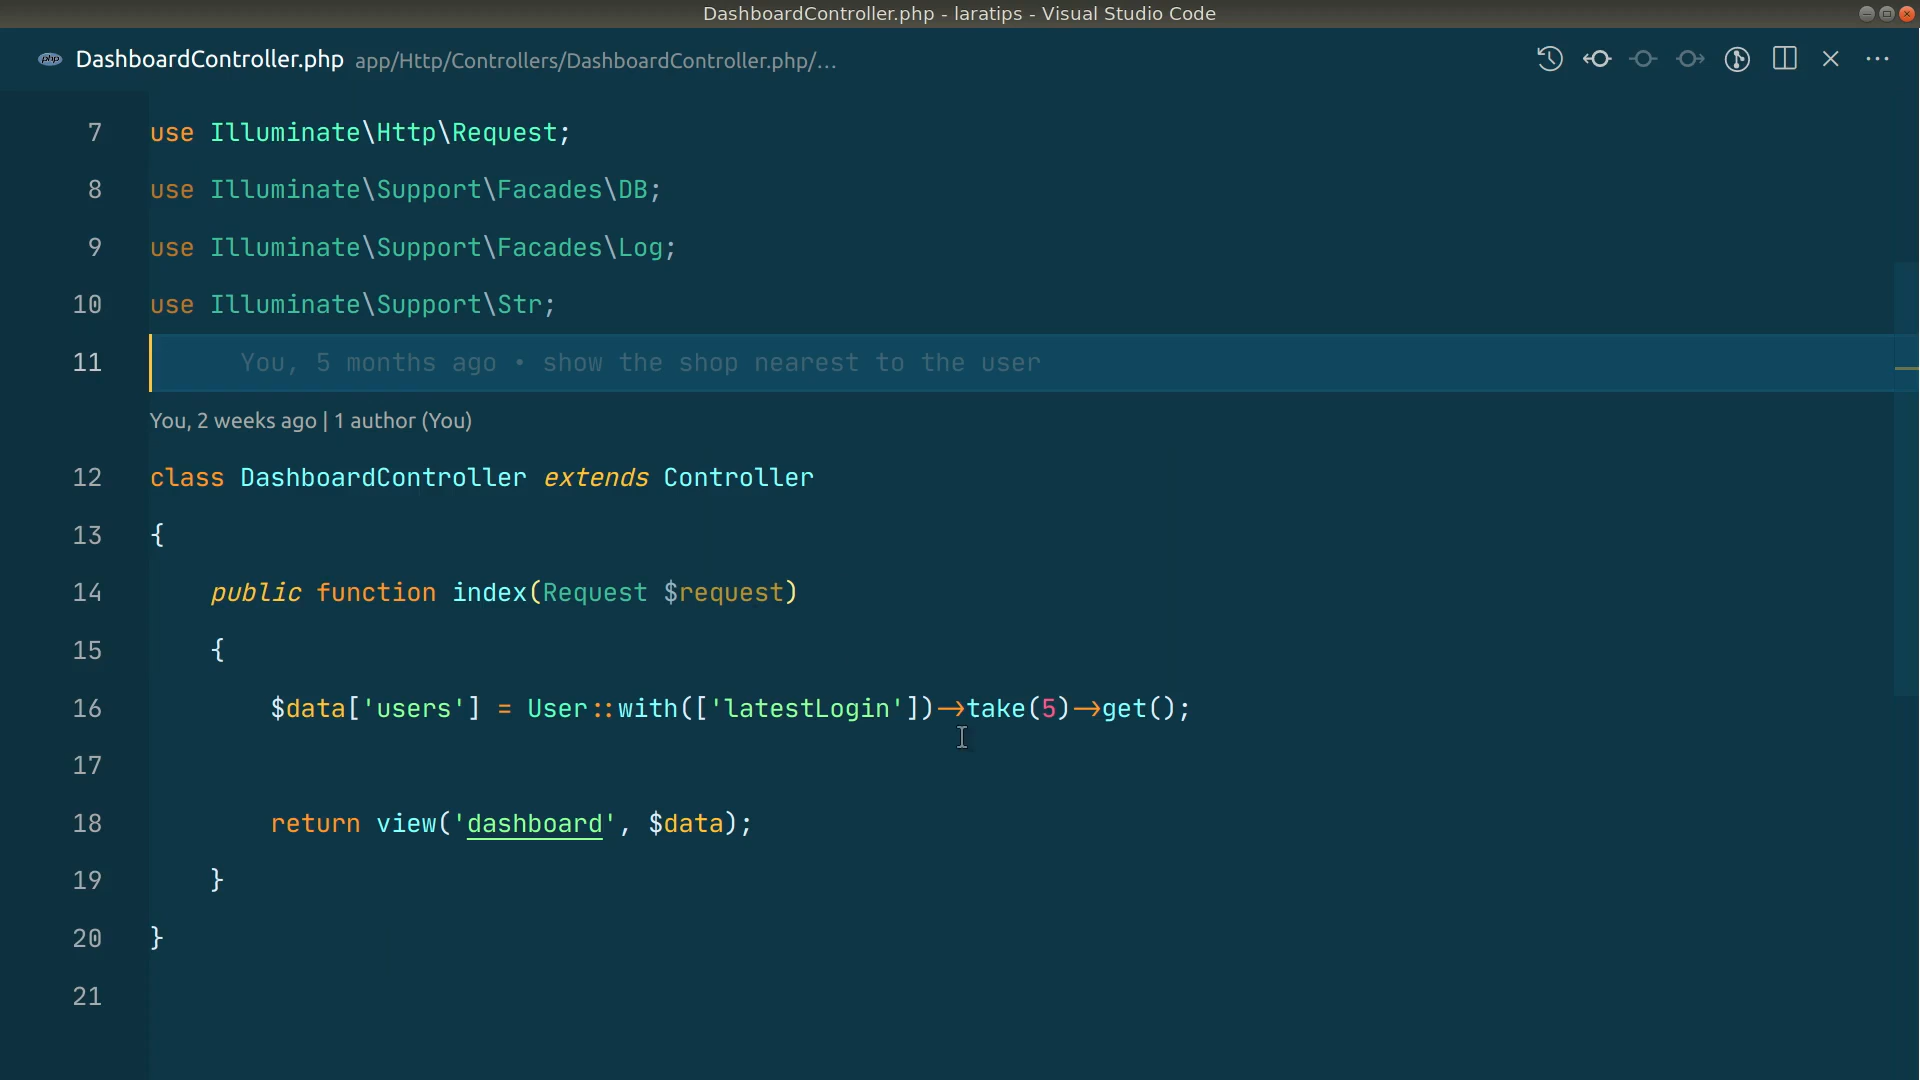 DashboardController.php - laratips - Visual Studio Code
php DashboardController.php app/Http/Controllers/DashboardController.php/...
7 use Illuminate\Http\Request;
8 use Illuminate\Support\Facades\DB;
9 use Illuminate\Support\Facades\Log;
10 use Illuminate\Support\Str;
11 You, 5 months ago • show the shop nearest to the user
You, 2 weeks ago | 1 author (You)
12 class DashboardController extends Controller
13 {
14 public function index(Request $request)
15 {
16 $data['users'] = User::with(['latestLogin'])->take(5)->get();
17
18 return view('dashboard', $data);
19 }
20 }
21